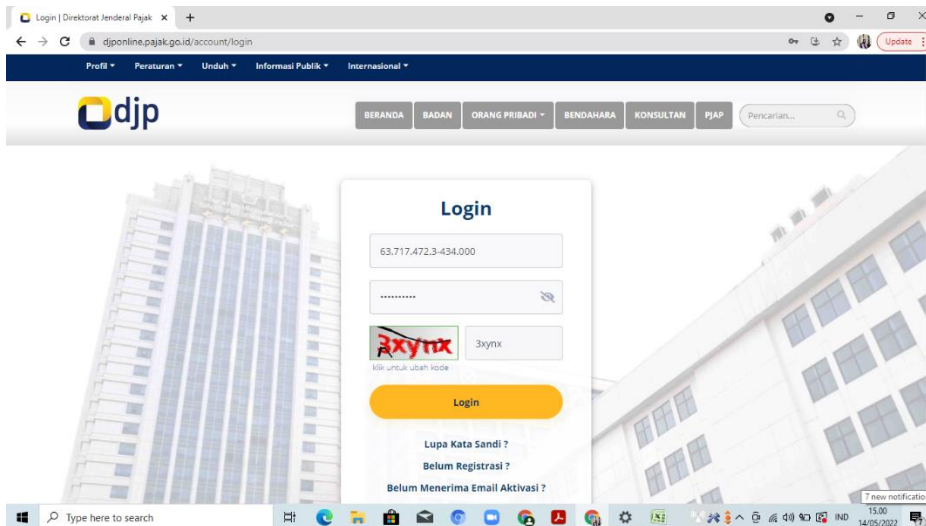 Login | Direktorat Jenderal Pajak
djponline.pajak.go.id/account/login
Update
Profil Peraturan Unduh Informasi Publik Internasional
djp
BERANDA BADAN ORANG PRIBADI BENDAHARA KONSULTAN PJAP Pencarian...
Login
63.717.472.3-434.000
3xynx 3xynx
klik untuk ubah kode
Login
Lupa Kata Sandi ?
Belum Registrasi ?
Belum Menerima Email Aktivasi ?
7 new notificatio
Type here to search
IND
15.00
14/05/2022